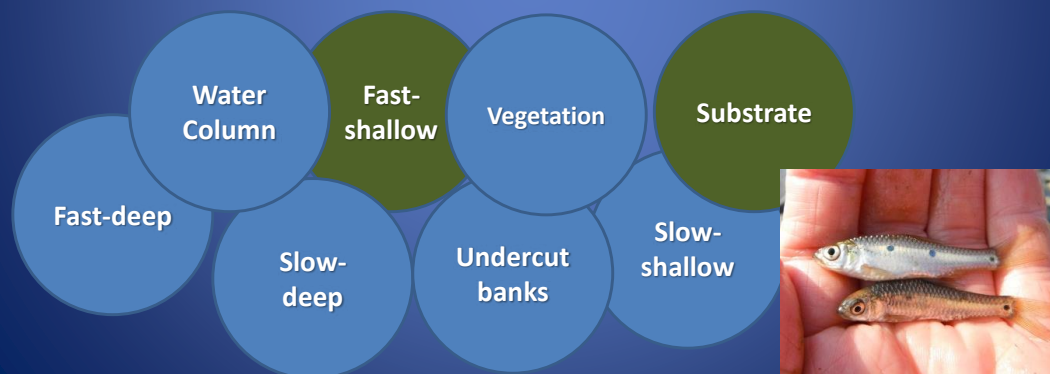 Water
Column
Fast-
shallow
Vegetation
Substrate
Fast-deep
Slow-
deep
Undercut
banks
Slow-
shallow